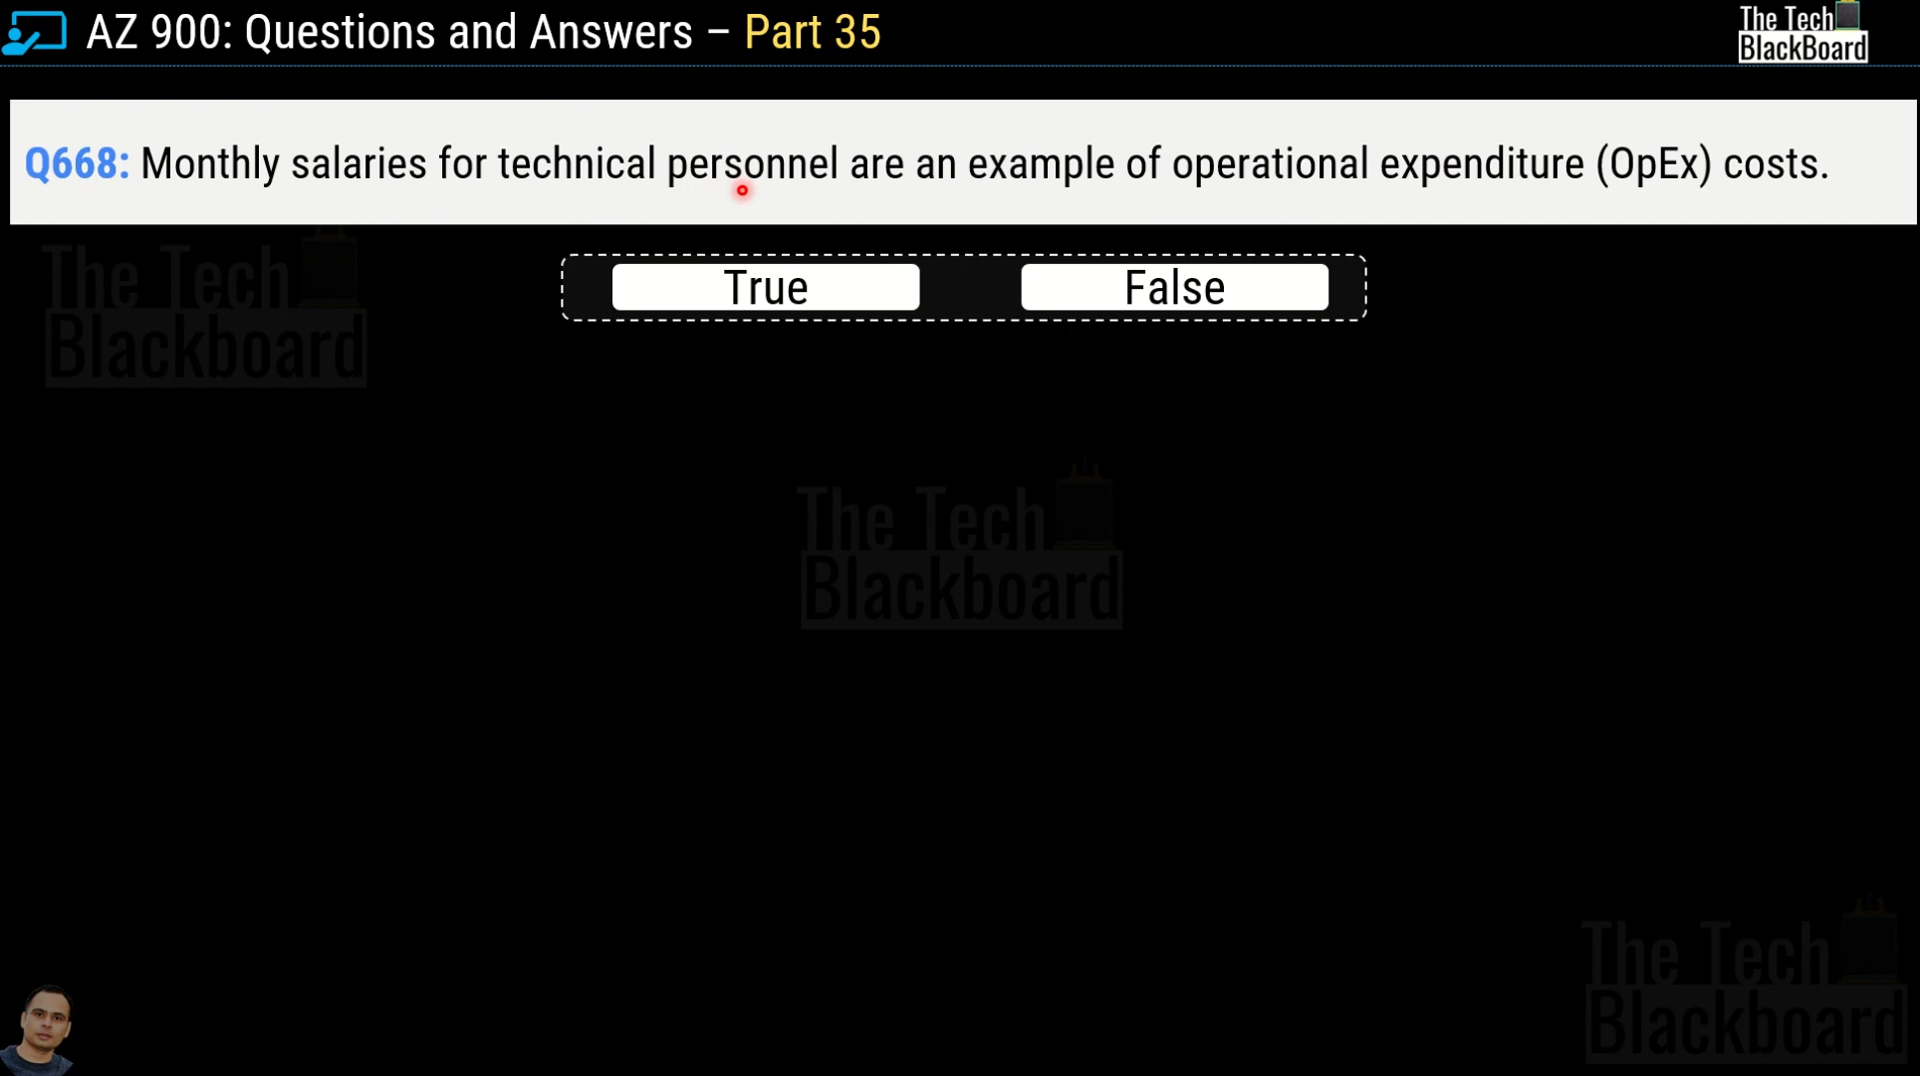 AZ 900: Questions and Answers – Part 35
The Tech
BlackBoard
Q668: Monthly salaries for technical personnel are an example of operational expenditure (OpEx) costs.
True
False
The Tech
Blackboard
The Tech
Blackboard
The Tech
Blackboard